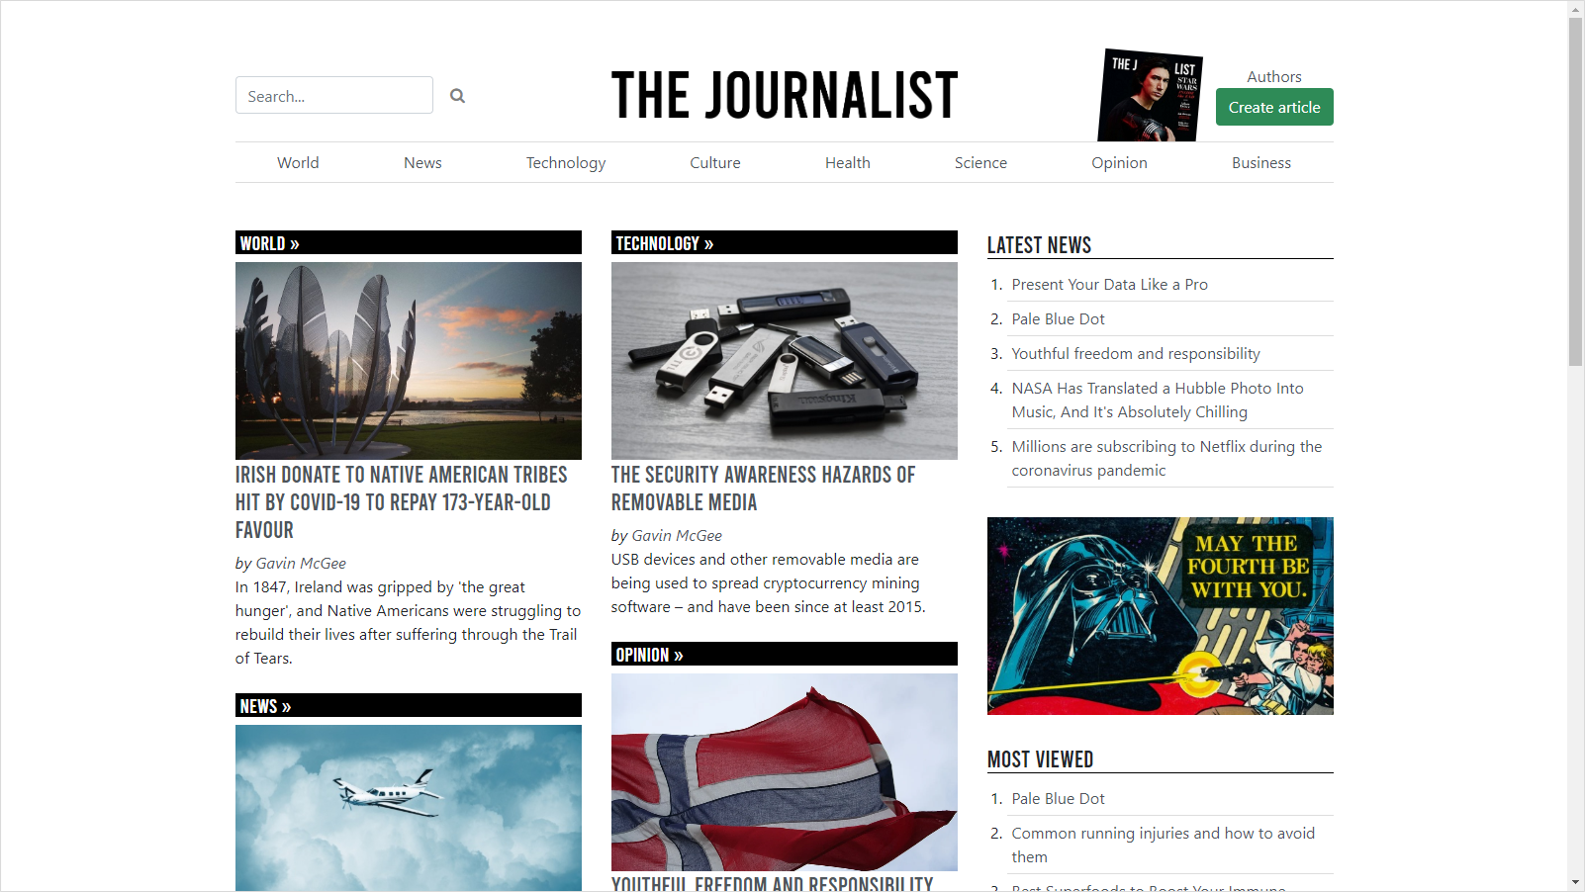 Search...
THE JOURNALIST
THE J
LIST
STAR
WARS
Authors
Create article
World
News
Technology
Culture
Health
Science
Opinion
Business
WORLD »
IRISH DONATE TO NATIVE AMERICAN TRIBES
HIT BY COVID-19 TO REPAY 173-YEAR-OLD
FAVOUR
by Gavin McGee
In 1847, Ireland was gripped by 'the great
hunger', and Native Americans were struggling to
rebuild their lives after suffering through the Trail
of Tears.
NEWS »
TECHNOLOGY »
Kingston
THE SECURITY AWARENESS HAZARDS OF
REMOVABLE MEDIA
by Gavin McGee
USB devices and other removable media are
being used to spread cryptocurrency mining
software – and have been since at least 2015.
OPINION »
YOUTHFUL FREEDOM AND RESPONSIBILITY
LATEST NEWS
1. Present Your Data Like a Pro
2. Pale Blue Dot
3. Youthful freedom and responsibility
4. NASA Has Translated a Hubble Photo Into
Music, And It's Absolutely Chilling
5. Millions are subscribing to Netflix during the
coronavirus pandemic
MAY THE
FOURTH BE
WITH YOU.
MOST VIEWED
1. Pale Blue Dot
2. Common running injuries and how to avoid
them
3. Best Superfoods to Boost Your Immune